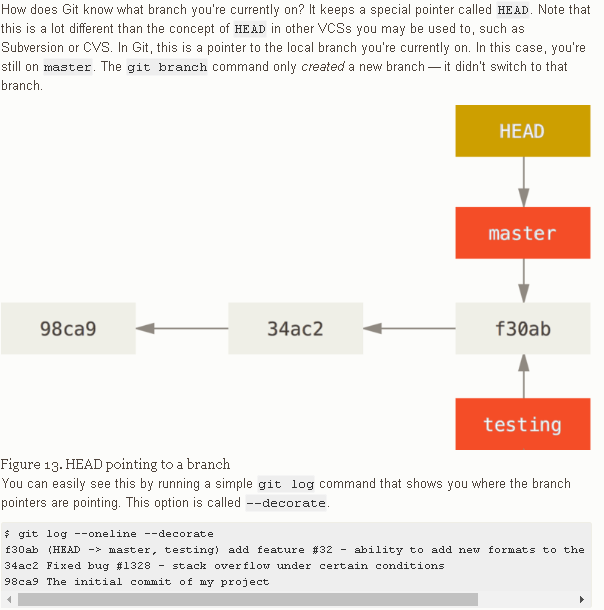 How does Git know what branch you're currently on? It keeps a special pointer called HEAD. Note that
this is a lot different than the concept of HEAD in other VCSs you may be used to, such as
Subversion or CVS. In Git, this is a pointer to the local branch you're currently on. In this case, you're
still on master. The git branch command only created a new branch — it didn't switch to that
branch.
HEAD
master
98ca9
34ac2
f30ab
testing
Figure 13. HEAD pointing to a branch
You can easily see this by running a simple git log command that shows you where the branch
pointers are pointing. This option is called --decorate.
$ git log --oneline --decorate
f30ab (HEAD -> master, testing) add feature #32 - ability to add new formats to the
34ac2 Fixed bug #1328 - stack overflow under certain conditions
98ca9 The initial commit of my project